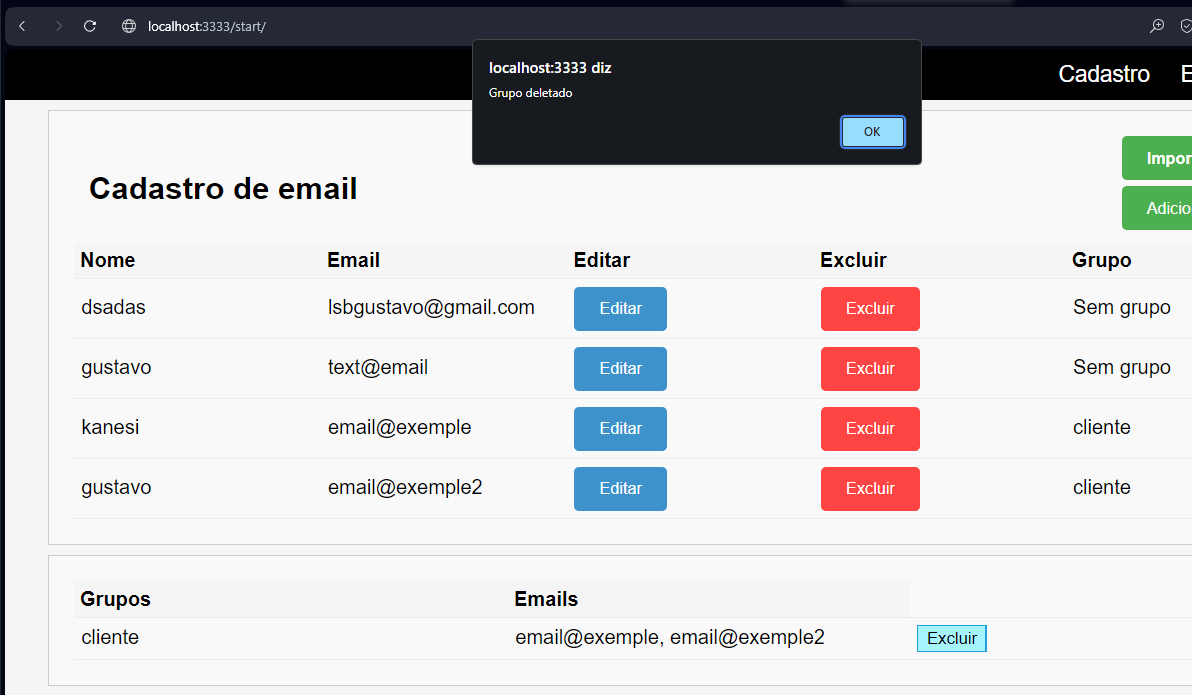 localhost:3333/start/
localhost:3333 diz
Grupo deletado
OK
Cadastro E
Cadastro de email
Impor
Adicio
Nome Email Editar Excluir Grupo
dsadas lsbgustavo@gmail.com Editar Excluir Sem grupo
gustavo text@email Editar Excluir Sem grupo
kanesi email@exemple Editar Excluir cliente
gustavo email@exemple2 Editar Excluir cliente
Grupos Emails
cliente email@exemple, email@exemple2 Excluir